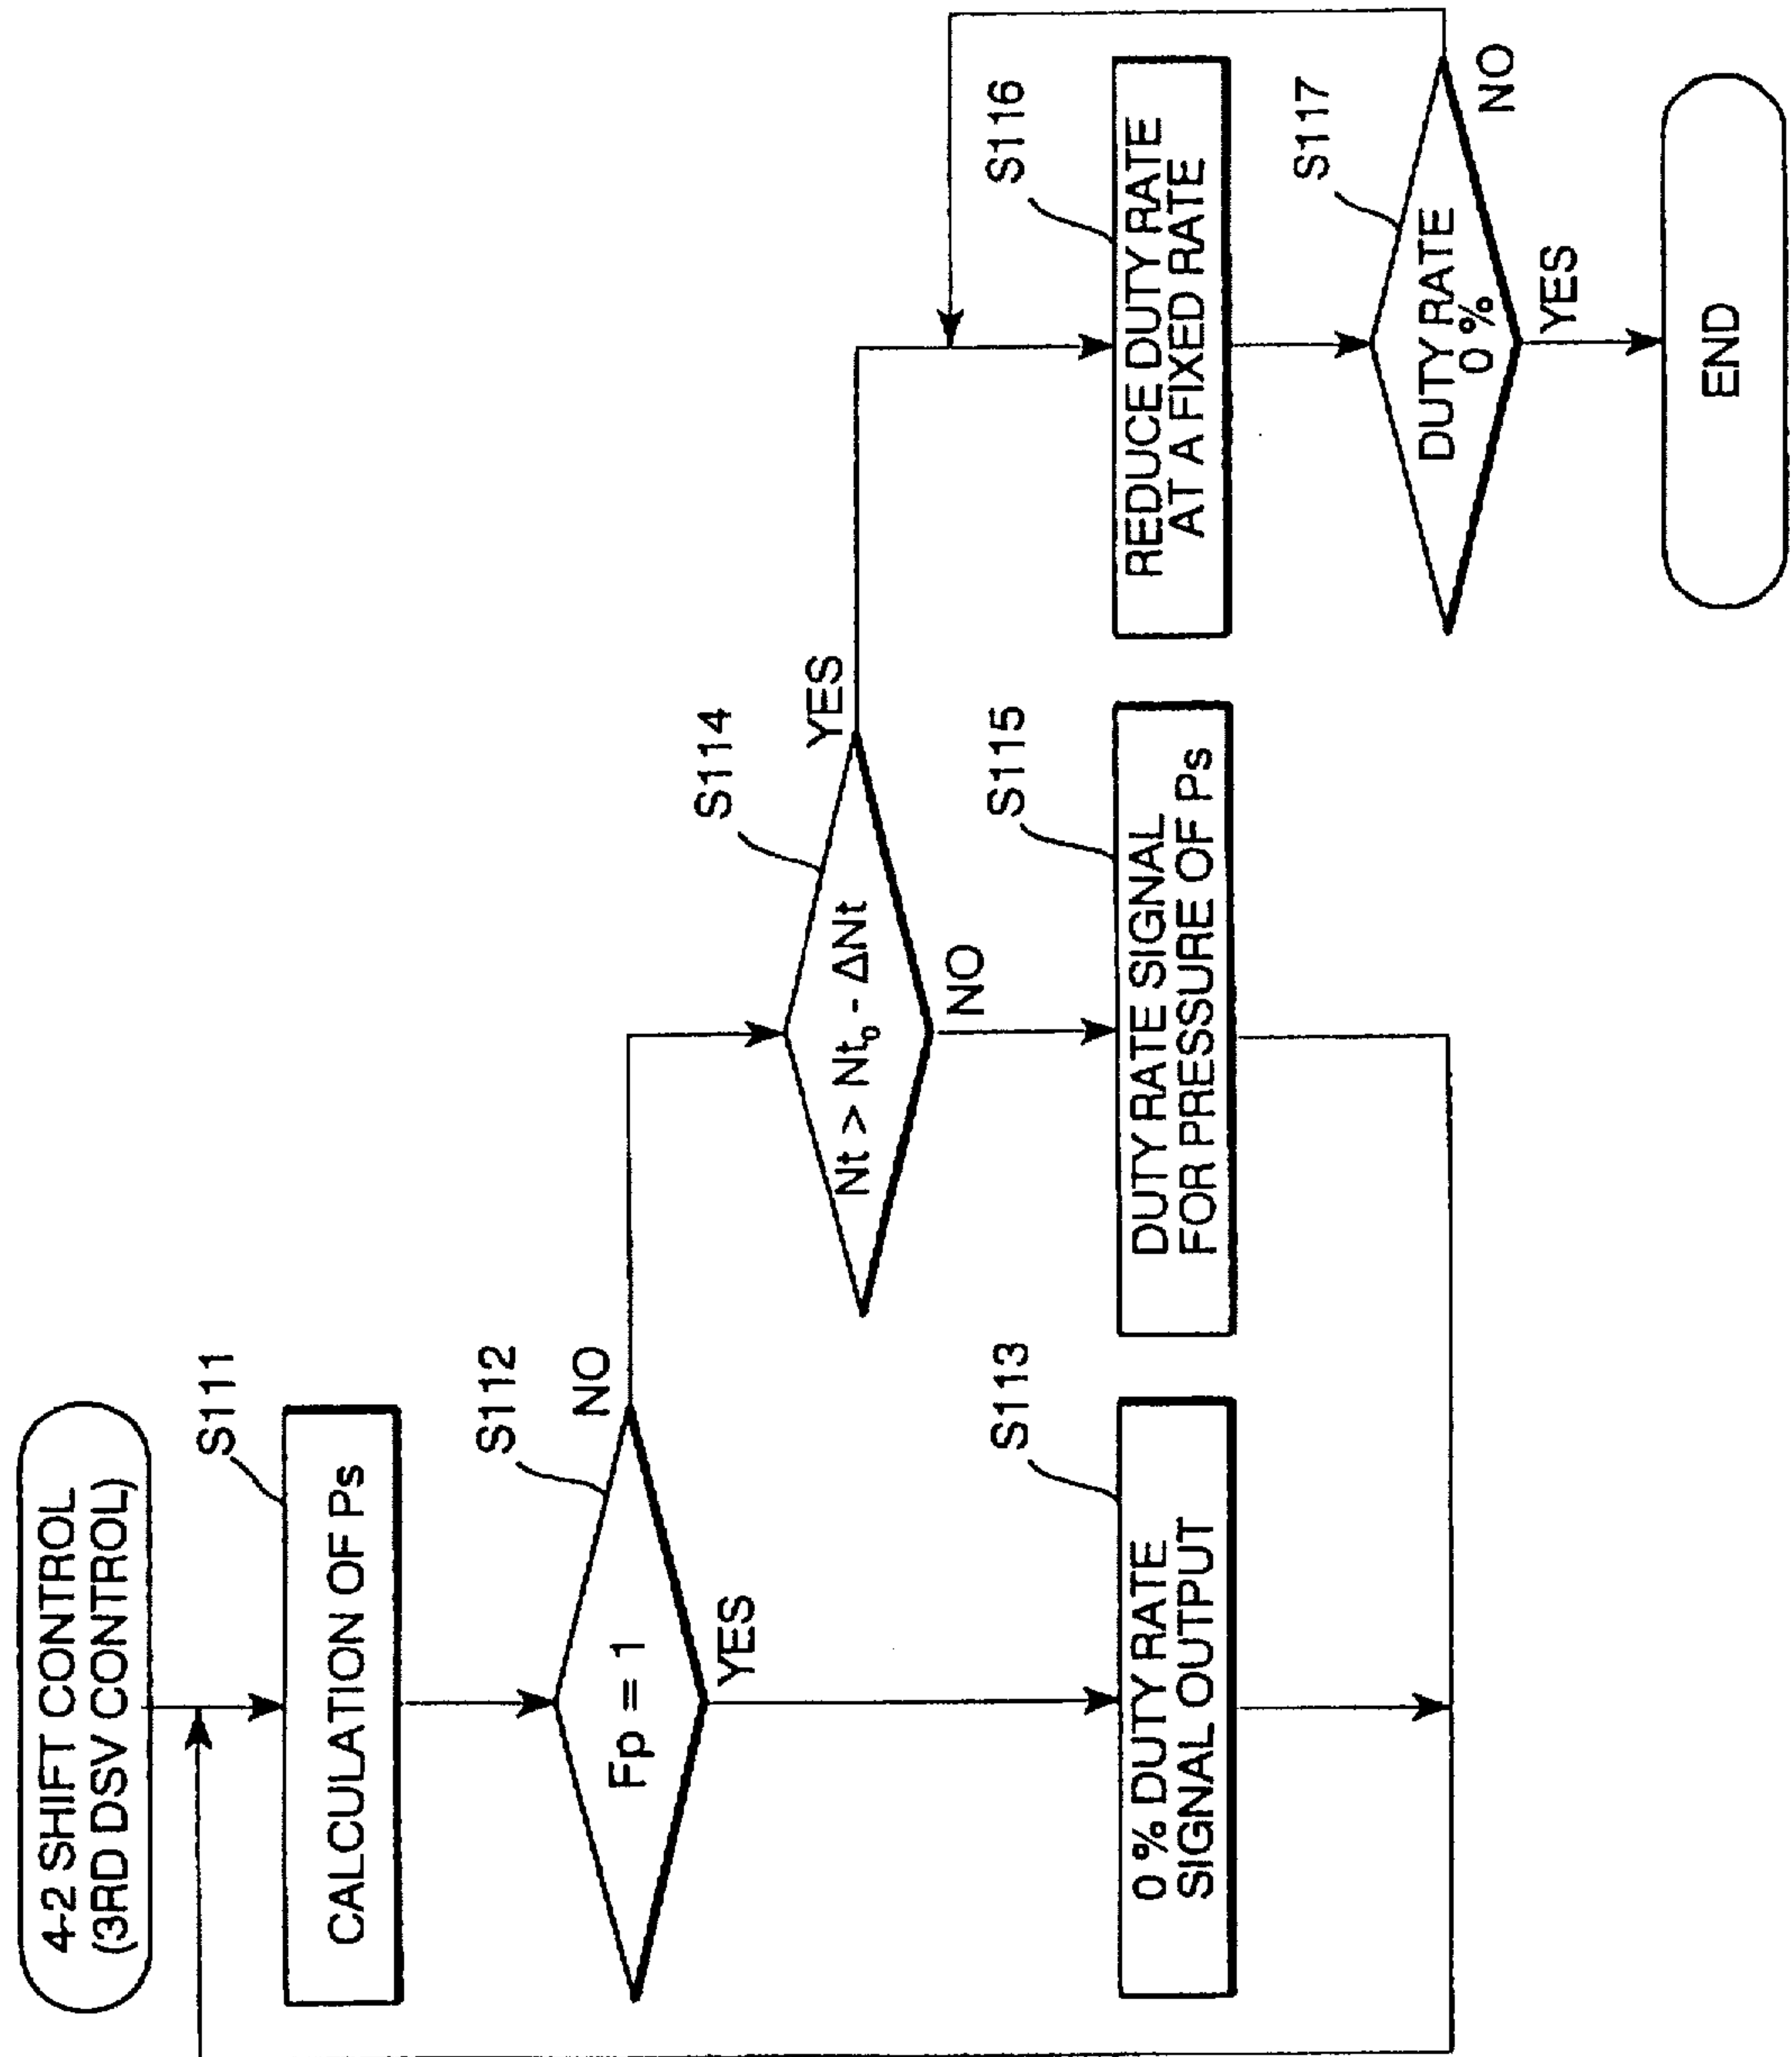 4-2 SHIFT CONTROL
(3RD DSV CONTROL)
S111
CALCULATION OF Ps
S112
Fp = 1
NO
YES
S113
0 % DUTY RATE
SIGNAL OUTPUT
S114
Nt > Nt₀ - ΔNt
YES
NO
S115
DUTY RATE SIGNAL
FOR PRESSURE OF Ps
S116
REDUCE DUTY RATE
AT A FIXED RATE
S117
DUTY RATE
0 %
NO
YES
END